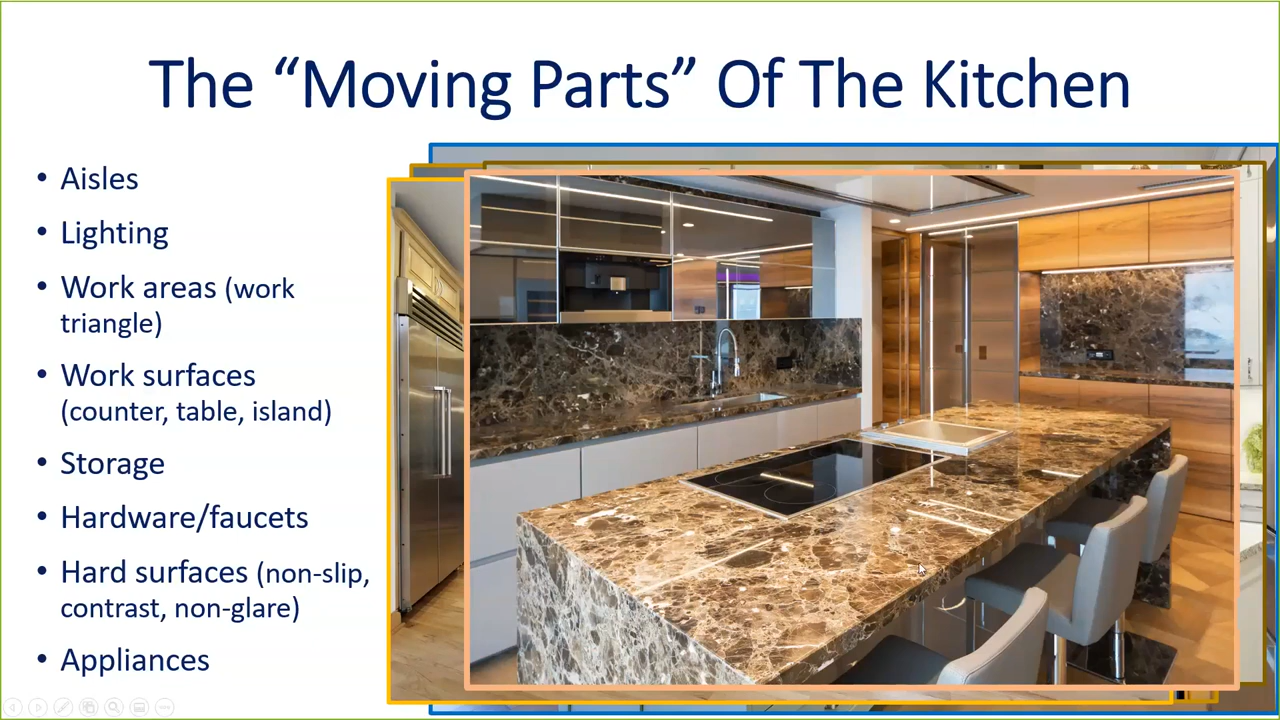 The “Moving Parts” Of The Kitchen
• Aisles
• Lighting
• Work areas (work
triangle)
• Work surfaces
(counter, table, island)
• Storage
• Hardware/faucets
• Hard surfaces (non-slip,
contrast, non-glare)
• Appliances